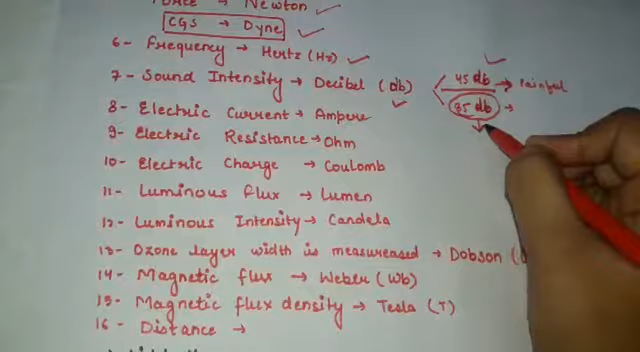 Force → Newton
CGS → Dyne
6- Frequency → Hertz (Hz)
7- Sound Intensity → Decibel (db) 45 db → Painful
85 db →
8- Electric Current → Ampure
9- Electric Resistance → Ohm
10- Electric Charge → Coulomb
11- Luminous flux → Lumen
12- Luminous Intensity → Candela
13- Ozone layer width is measureased → Dobson (
14- Magnetic flux → Weber (Wb)
15- Magnetic flux density → Tesla (T)
16- Distance →